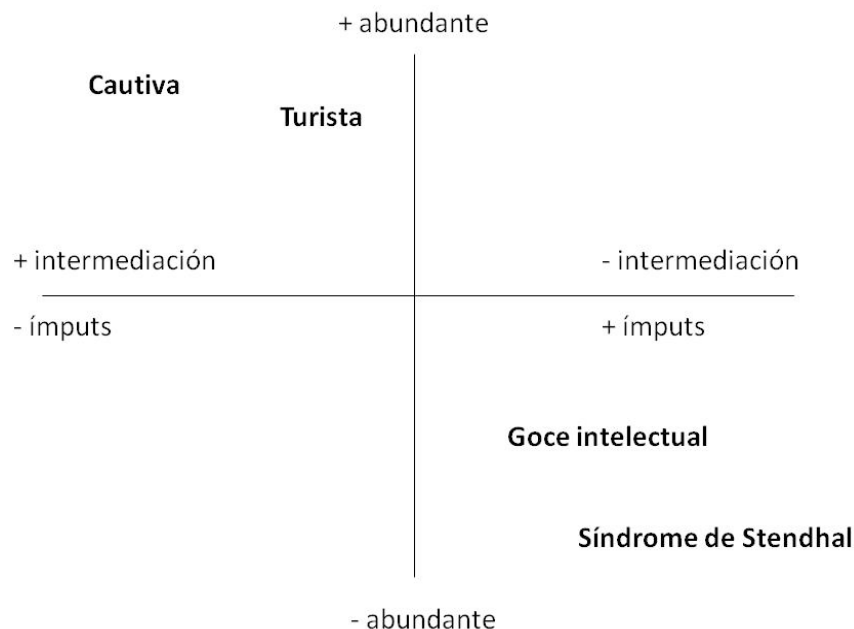 + abundante
Cautiva
Turista
+ intermediación
- intermediación
- ímputs
+ ímputs
Goce intelectual
Síndrome de Stendhal
- abundante